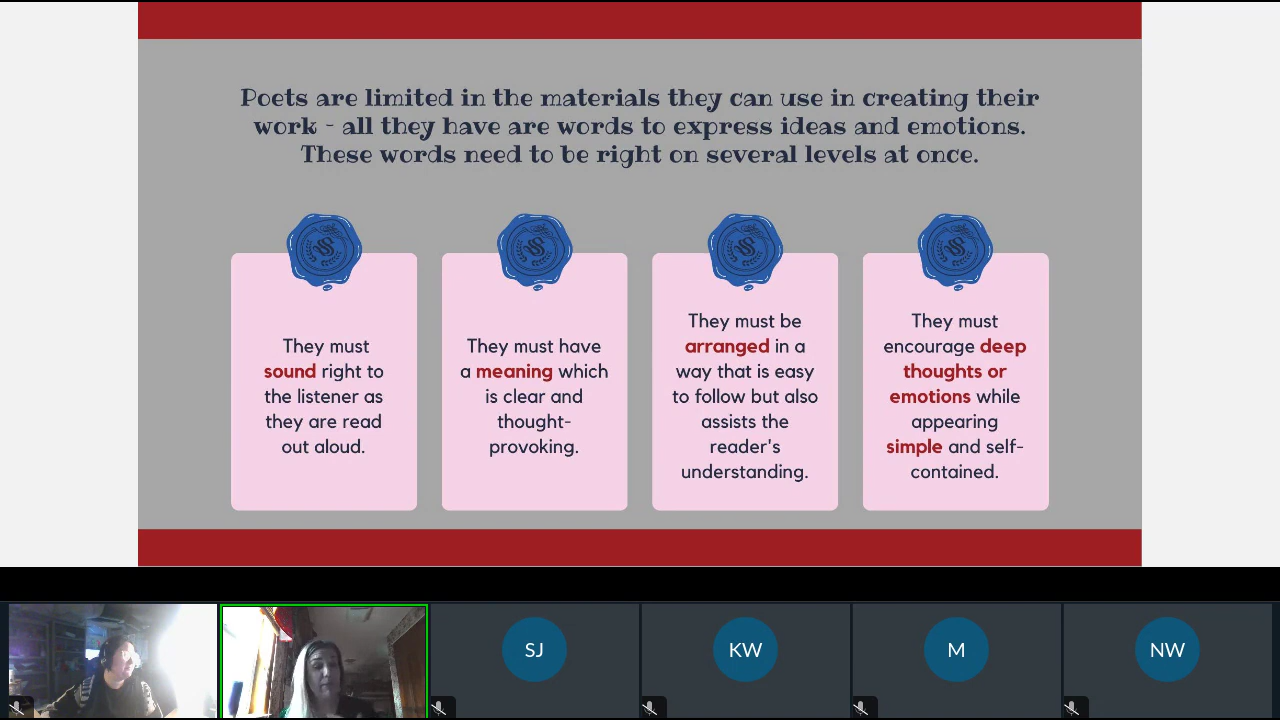 Poets are limited in the materials they can use in creating their
work - all they have are words to express ideas and emotions.
These words need to be right on several levels at once.
They must
sound right to
the listener as
they are read
out aloud.
They must have
a meaning which
is clear and
thought-
provoking.
They must be
arranged in a
way that is easy
to follow but also
assists the
reader's
understanding.
They must
encourage deep
thoughts or
emotions while
appearing
simple and self-
contained.
SJ
KW
M
NW